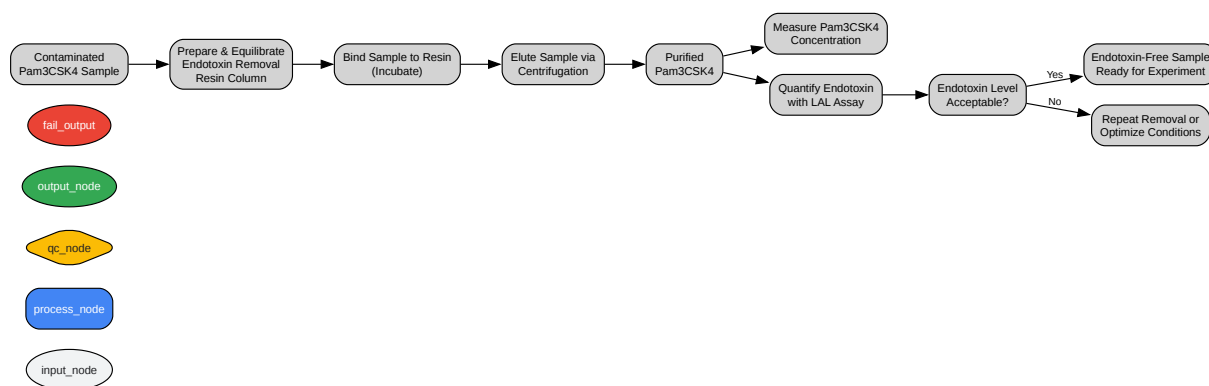 Contaminated
Pam3CSK4 Sample
Prepare & Equilibrate
Endotoxin Removal
Resin Column
Bind Sample to Resin
(Incubate)
Elute Sample via
Centrifugation
Purified
Pam3CSK4
Measure Pam3CSK4
Concentration
Quantify Endotoxin
with LAL Assay
Endotoxin Level
Acceptable?
Yes
Endotoxin-Free Sample
Ready for Experiment
No
Repeat Removal or
Optimize Conditions
fail_output
output_node
qc_node
process_node
input_node